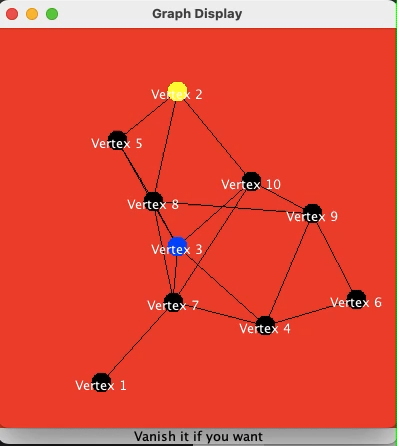 Graph Display
Vertex 2
Vertex 5
Vertex 10
Vertex 8
Vertex 9
Vertex 3
Vertex 7
Vertex 6
Vertex 4
Vertex 1
Vanish it if you want